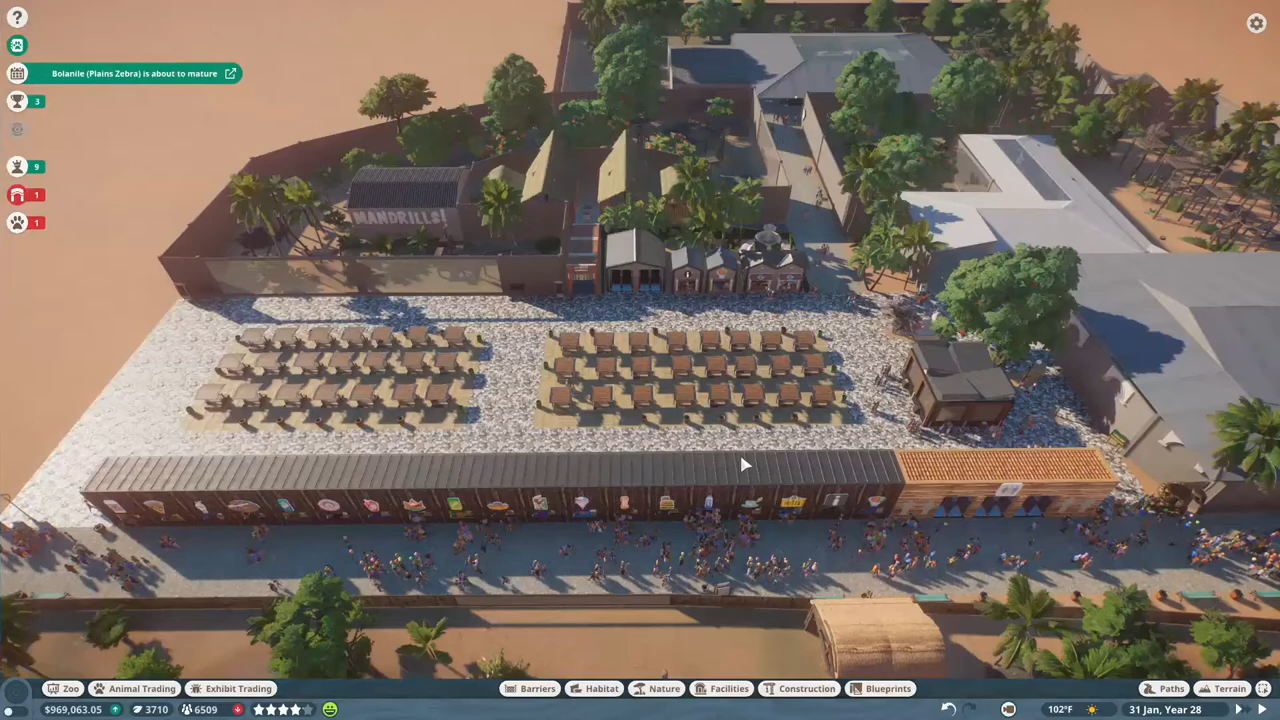 ?
Bolanile (Plains Zebra) is about to mature
3
9
1
1
MANDRILLS!
Zoo
Animal Trading
Exhibit Trading
Barriers
Habitat
Nature
Facilities
Construction
Blueprints
Paths
Terrain
$969,063.05
3710
6509
102°F
31 Jan, Year 28